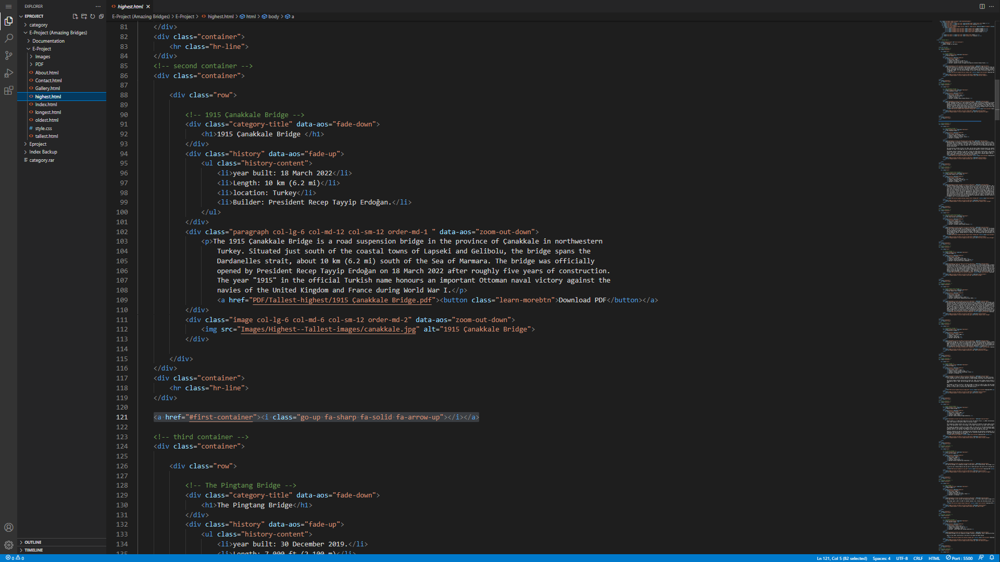 EXPLORER
highest.html
EPROJECT
category
E-Project (Amazing Bridges)
Documentation
E-Project
Images
PDF
About.html
Contact.html
Gallery.html
highest.html
Index.html
longest.html
oldest.html
# style.css
tallest.html
Eproject
Index Backup
category.rar
OUTLINE
TIMELINE
E-Project (Amazing Bridges) > E-Project > highest.html > html > body > a
81 </div>
82 <div class="container">
83 <hr class="hr-line">
84 </div>
85 <!-- second container -->
86 <div class="container">
87
88 <div class="row">
89
90 <!-- 1915 Çanakkale Bridge -->
91 <div class="category-title" data-aos="fade-down">
92 <h1>1915 Çanakkale Bridge </h1>
93 </div>
94 <div class="history" data-aos="fade-up">
95 <ul class="history-content">
96 <li>year built: 18 March 2022</li>
97 <li>Length: 10 km (6.2 mi)</li>
98 <li>location: Turkey</li>
99 <li>Builder: President Recep Tayyip Erdoğan.</li>
100 </ul>
101 </div>
102 <div class="paragraph col-lg-6 col-md-12 col-sm-12 order-md-1 " data-aos="zoom-out-down">
103 <p>The 1915 Çanakkale Bridge is a road suspension bridge in the province of Çanakkale in northwestern
104 Turkey. Situated just south of the coastal towns of Lapseki and Gelibolu, the bridge spans the
105 Dardanelles strait, about 10 km (6.2 mi) south of the Sea of Marmara. The bridge was officially
106 opened by President Recep Tayyip Erdoğan on 18 March 2022 after roughly five years of construction.
107 The year "1915" in the official Turkish name honours an important Ottoman naval victory against the
108 navies of the United Kingdom and France during World War I.</p>
109 <a href="PDF/Tallest-highest/1915 Çanakkale Bridge.pdf"><button class="learn-morebtn">Download PDF</button></a>
110 </div>
111 <div class="image col-lg-6 col-md-6 col-sm-12 order-md-2" data-aos="zoom-out-down">
112 <img src="Images/Highest--Tallest-images/canakkale.jpg" alt="1915 Çanakkale Bridge">
113 </div>
114
115 </div>
116 </div>
117 <div class="container">
118 <hr class="hr-line">
119 </div>
120
121 <a href="#first-container"><i class="go-up fa-sharp fa-solid fa-arrow-up"></i></a>
122
123 <!-- third container -->
124 <div class="container">
125
126 <div class="row">
127
128 <!-- The Pingtang Bridge -->
129 <div class="category-title" data-aos="fade-down">
130 <h1>The Pingtang Bridge</h1>
131 </div>
132 <div class="history" data-aos="fade-up">
133 <ul class="history-content">
134 <li>year built: 30 December 2019.</li>
135 <li>Length: 7,000 ft (2,100 m)</li>
0 0 Ln 121, Col 5 (82 selected) Spaces: 4 UTF-8 CRLF HTML Port : 5500